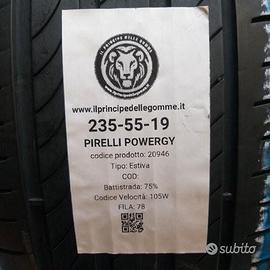 IL PRINCIPE DELLE GOMME
www.ilprincipedellegomme.it
235-55-19
PIRELLI POWERGY
codice prodotto: 20946
Tipo: Estiva
COD:
Battistrada: 75%
Codice Velocità: 105W
FILA: 78
subito